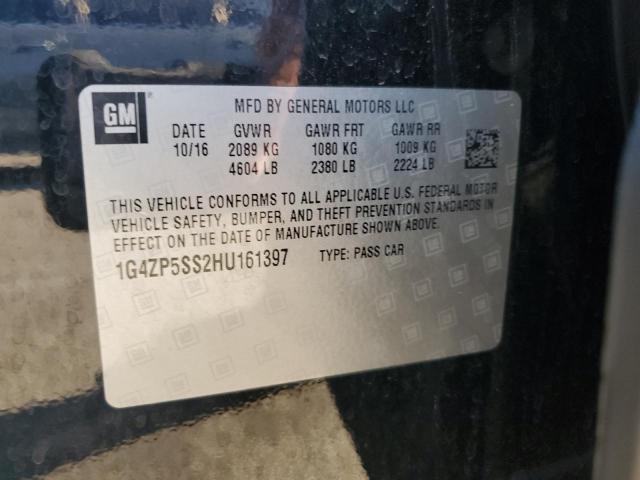 GM
MFD BY GENERAL MOTORS LLC
DATE GVWR GAWR FRT GAWR RR
10/16 2089 KG 1080 KG 1009 KG
4604 LB 2380 LB 2224 LB
THIS VEHICLE CONFORMS TO ALL APPLICABLE U.S. FEDERAL MOTOR
VEHICLE SAFETY, BUMPER, AND THEFT PREVENTION STANDARDS IN
EFFECT ON THE DATE OF MANUFACTURE SHOWN ABOVE.
1G4ZP5SS2HU161397 TYPE: PASS CAR